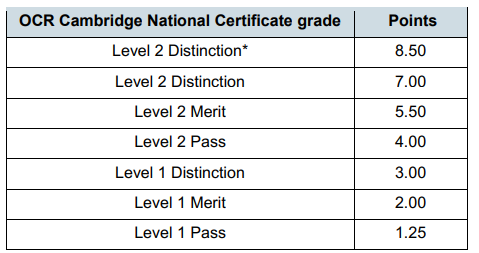 OCR Cambridge National Certificate grade Points
Level 2 Distinction* 8.50
Level 2 Distinction 7.00
Level 2 Merit 5.50
Level 2 Pass 4.00
Level 1 Distinction 3.00
Level 1 Merit 2.00
Level 1 Pass 1.25